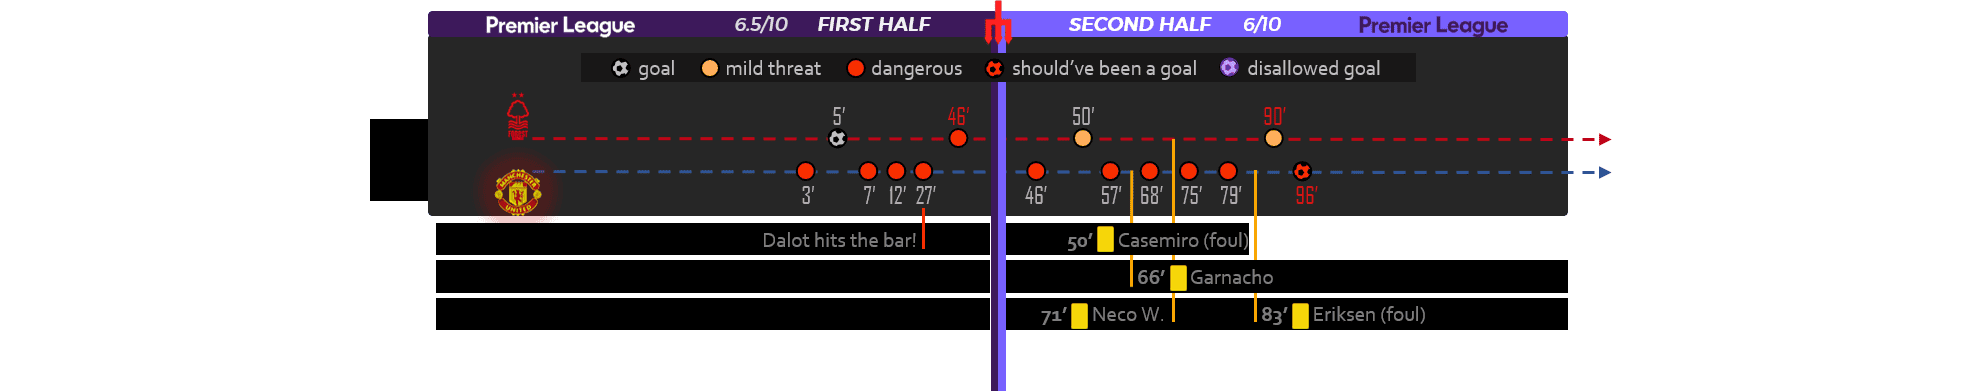 Premier League 6.5/10 FIRST HALF SECOND HALF 6/10 Premier League
goal mild threat dangerous should've been a goal disallowed goal
5' 46' 50' 90'
MANCHESTER
UNITED
3' 7' 12' 27' 46' 57' 68' 75' 79' 96'
Dalot hits the bar! 50' Casemiro (foul)
66' Garnacho
71' Neco W. 83' Eriksen (foul)